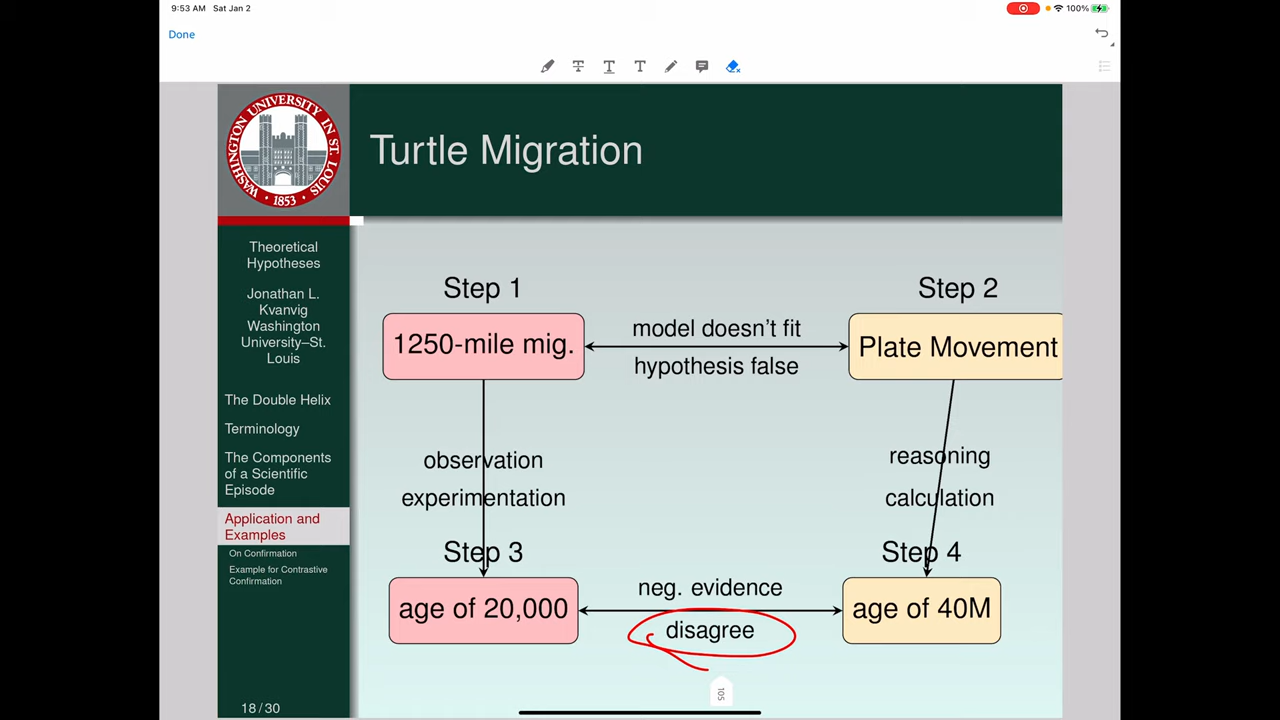 9:53 AM Sat Jan 2
100%
Done
WASHINGTON UNIVERSITY IN ST. LOUIS
1853
Turtle Migration
Theoretical
Hypotheses
Jonathan L.
Kvanvig
Washington
University–St.
Louis
The Double Helix
Terminology
The Components
of a Scientific
Episode
Application and
Examples
On Confirmation
Example for Contrastive
Confirmation
18 / 30
Step 1
Step 2
1250-mile mig.
model doesn't fit
hypothesis false
Plate Movement
observation
experimentation
reasoning
calculation
Step 3
Step 4
age of 20,000
neg. evidence
disagree
age of 40M
105